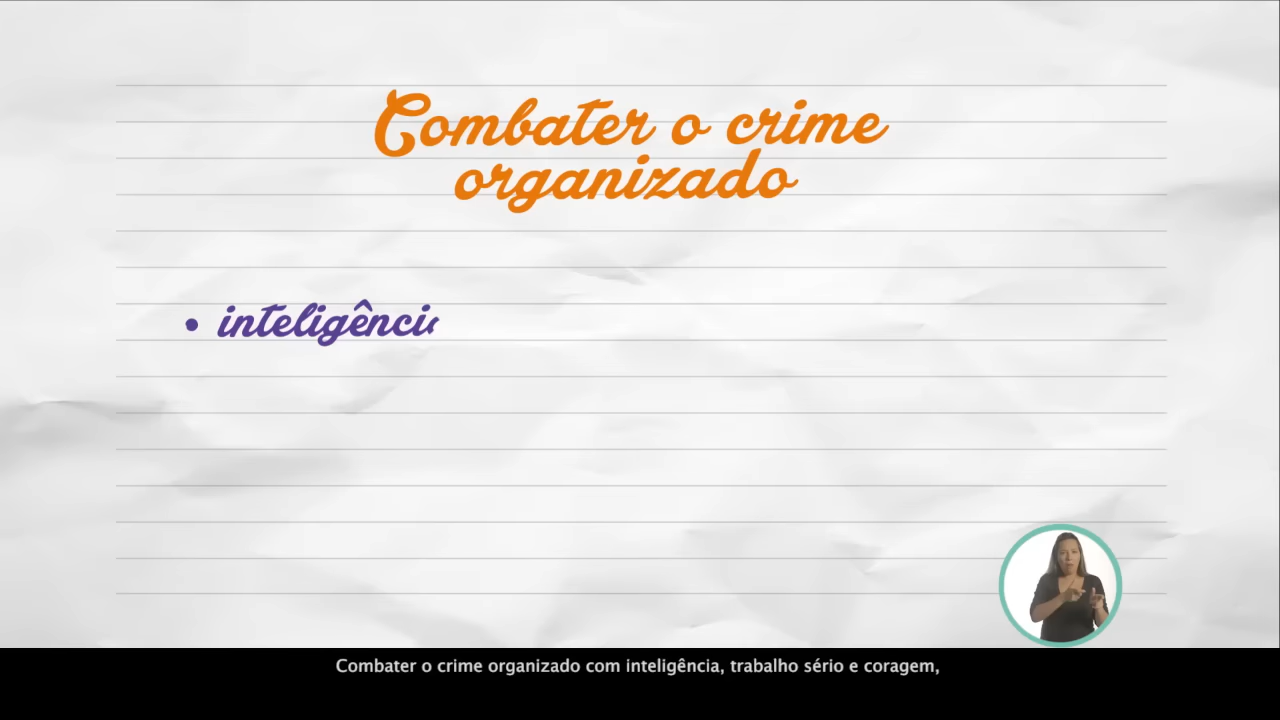 Combater o crime
organizado
• inteligênci
Combater o crime organizado com inteligência, trabalho sério e coragem,